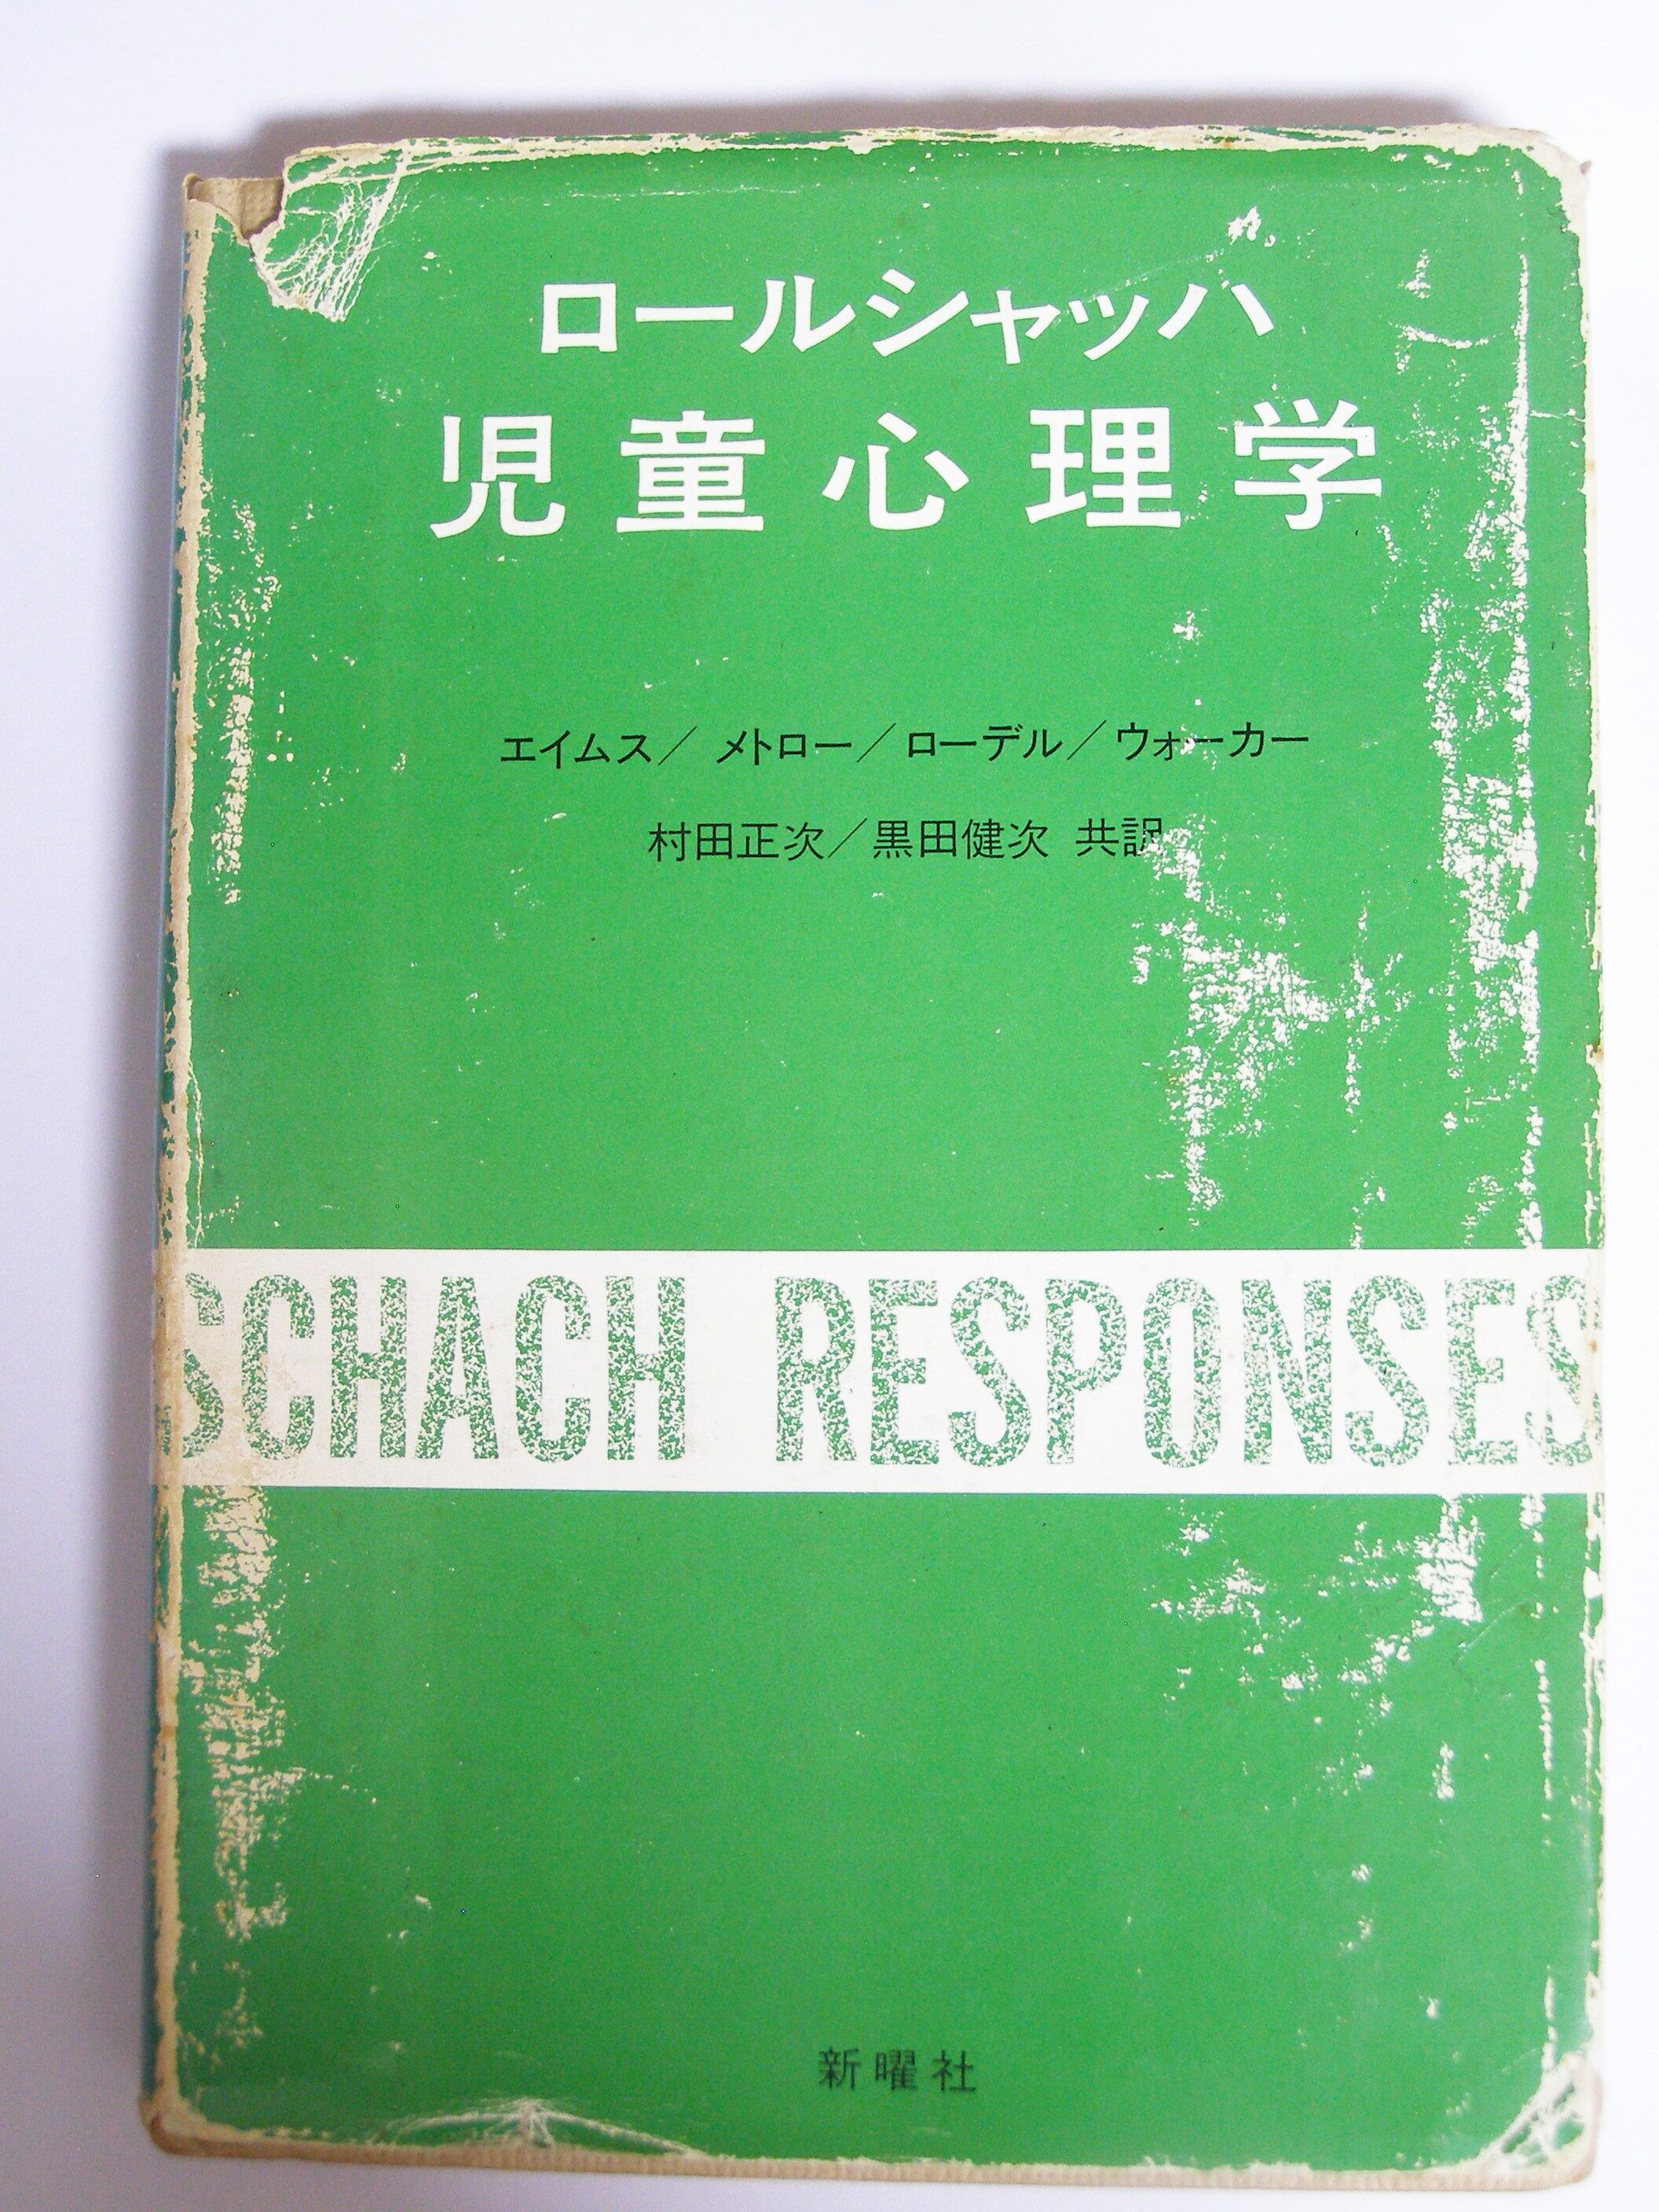 ロールシャッハ
児童心理学
エイムス／メトロー／ローデル／ウォーカー
村田正次／黒田健次 共訳
SCHACH RESPONSES
新曜社